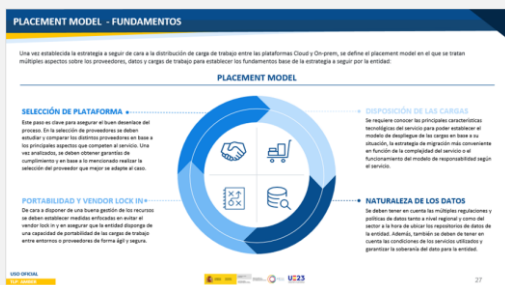 PLACEMENT MODEL - FUNDAMENTOS
Una vez establecida la estrategia a seguir de cara a la distribución de carga de trabajo entre las plataformas Cloud y On-prem, se define el placement model en el que se tratan
múltiples aspectos sobre los proveedores, datos y cargas de trabajo para establecer los fundamentos base de la estrategia a seguir por la entidad:
PLACEMENT MODEL
SELECCIÓN DE PLATAFORMA
Este paso es clave para asegurar el buen desenlace del
proceso. En la selección de proveedores se deben
estudiar y comparar los distintos proveedores en base a
los principales aspectos que competen al servicio. Una
vez analizados, se deben obtener garantías de
cumplimiento y en base a lo mencionado realizar la
selección del proveedor que mejor se adapte al caso.
DISPOSICIÓN DE LAS CARGAS
Se requiere conocer las principales características
tecnológicas del servicio para poder establecer el
modelo de despliegue de las cargas en base a su
situación, la estrategia de migración más conveniente
en función de la complejidad del servicio o el
funcionamiento del modelo de responsabilidad según
el servicio.
PORTABILIDAD Y VENDOR LOCK IN
De cara a disponer de una buena gestión de los recursos
se deben establecer medidas enfocadas en evitar el
vendor lock in y en asegurar que la entidad disponga de
una capacidad de portabilidad de las cargas de trabajo
entre entornos o proveedores de forma ágil y segura.
NATURALEZA DE LOS DATOS
Se deben tener en cuenta las múltiples regulaciones y
políticas de datos tanto a nivel regional y como del
sector a la hora de ubicar los repositorios de datos de
la entidad. Además, también se deben de tener en
cuenta las condiciones de los servicios utilizados y
garantizar la soberanía del dato para la entidad.
USO OFICIAL
27